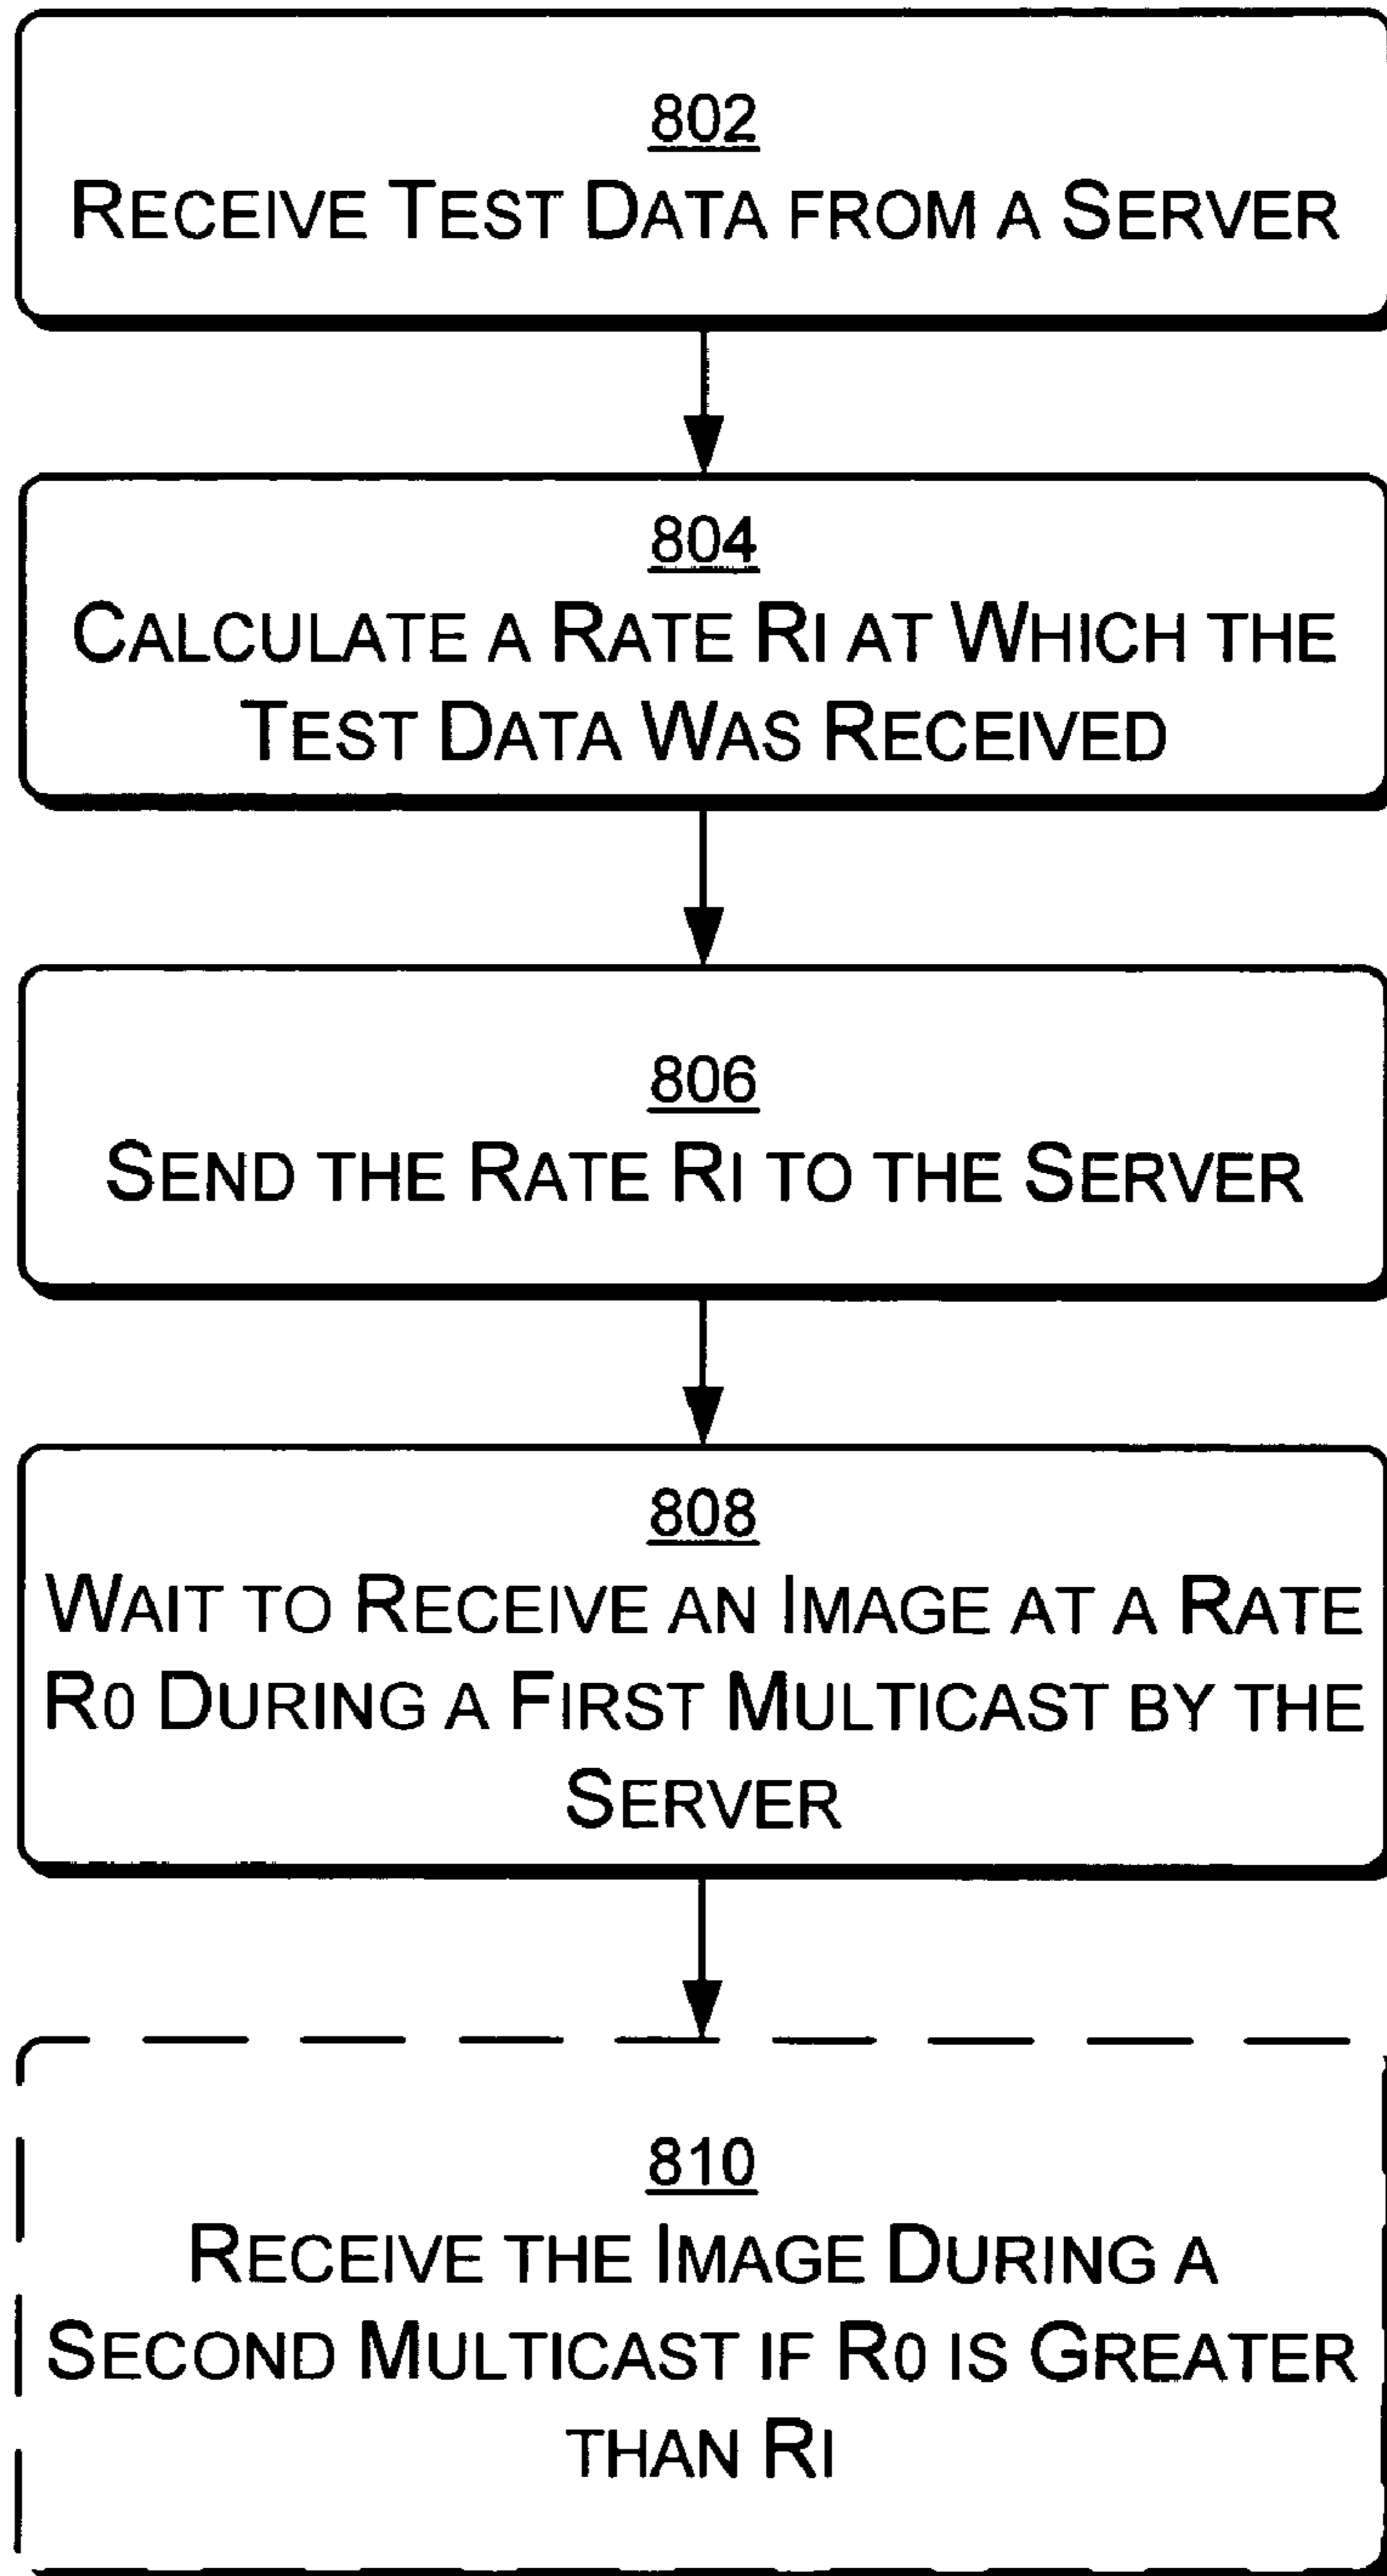 802
RECEIVE TEST DATA FROM A SERVER
804
CALCULATE A RATE RI AT WHICH THE
TEST DATA WAS RECEIVED
806
SEND THE RATE RI TO THE SERVER
808
WAIT TO RECEIVE AN IMAGE AT A RATE
R0 DURING A FIRST MULTICAST BY THE
SERVER
810
RECEIVE THE IMAGE DURING A
SECOND MULTICAST IF R0 IS GREATER
THAN RI